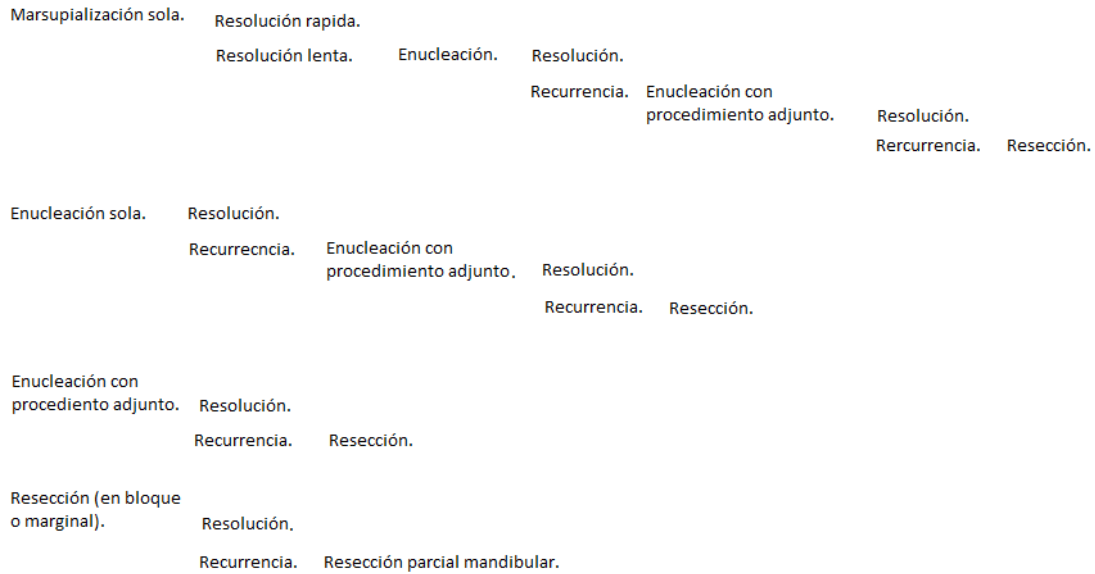 Marsupialización sola. Resolución rapida.
Resolución lenta. Enucleación. Resolución.
Recurrencia. Enucleación con
procedimiento adjunto. Resolución.
Rercurrencia. Resección.
Enucleación sola. Resolución.
Recurrecncia. Enucleación con
procedimiento adjunto. Resolución.
Recurrencia. Resección.
Enucleación con
procediento adjunto. Resolución.
Recurrencia. Resección.
Resección (en bloque
o marginal). Resolución.
Recurrencia. Resección parcial mandibular.